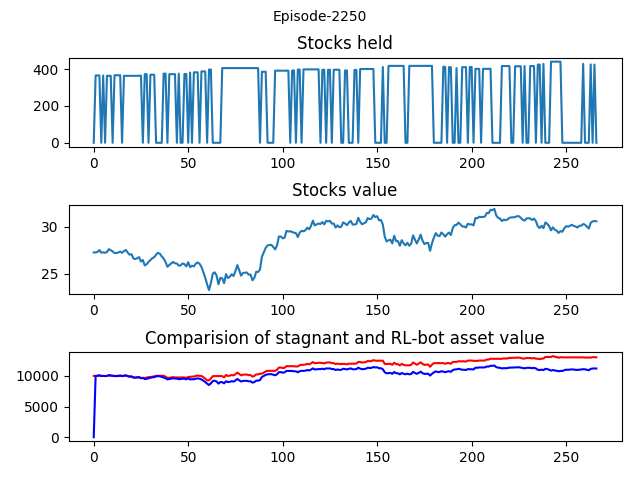 Episode-2250
Stocks held
400
200
0
0 50 100 150 200 250
Stocks value
30
25
0 50 100 150 200 250
Comparision of stagnant and RL-bot asset value
10000
5000
0
0 50 100 150 200 250